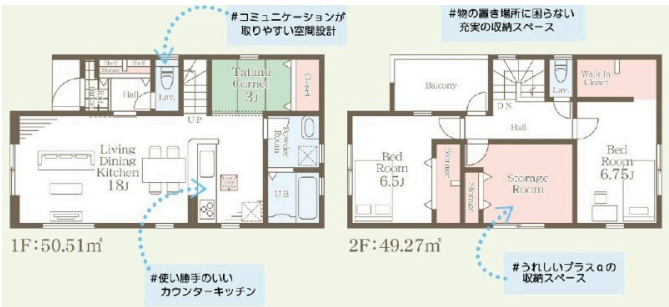 #コミュニケーションが
取りやすい空間設計
#物の置き場所に困らない
充実の収納スペース
Shelf
Shelf
Hall
Lav.
Tatami
Corner
3J
Closet
UP
Living
Dining
Kitchen
18J
Powder
Room
UB
1F:50.51㎡
#使い勝手のいい
カウンターキッチン
Balcony
DN
Lav.
Walk in
Closet
Hall
Bed
Room
6.5J
Storage
Storage
Storage
Room
Bed
Room
6.75J
2F:49.27㎡
#うれしいプラスαの
収納スペース